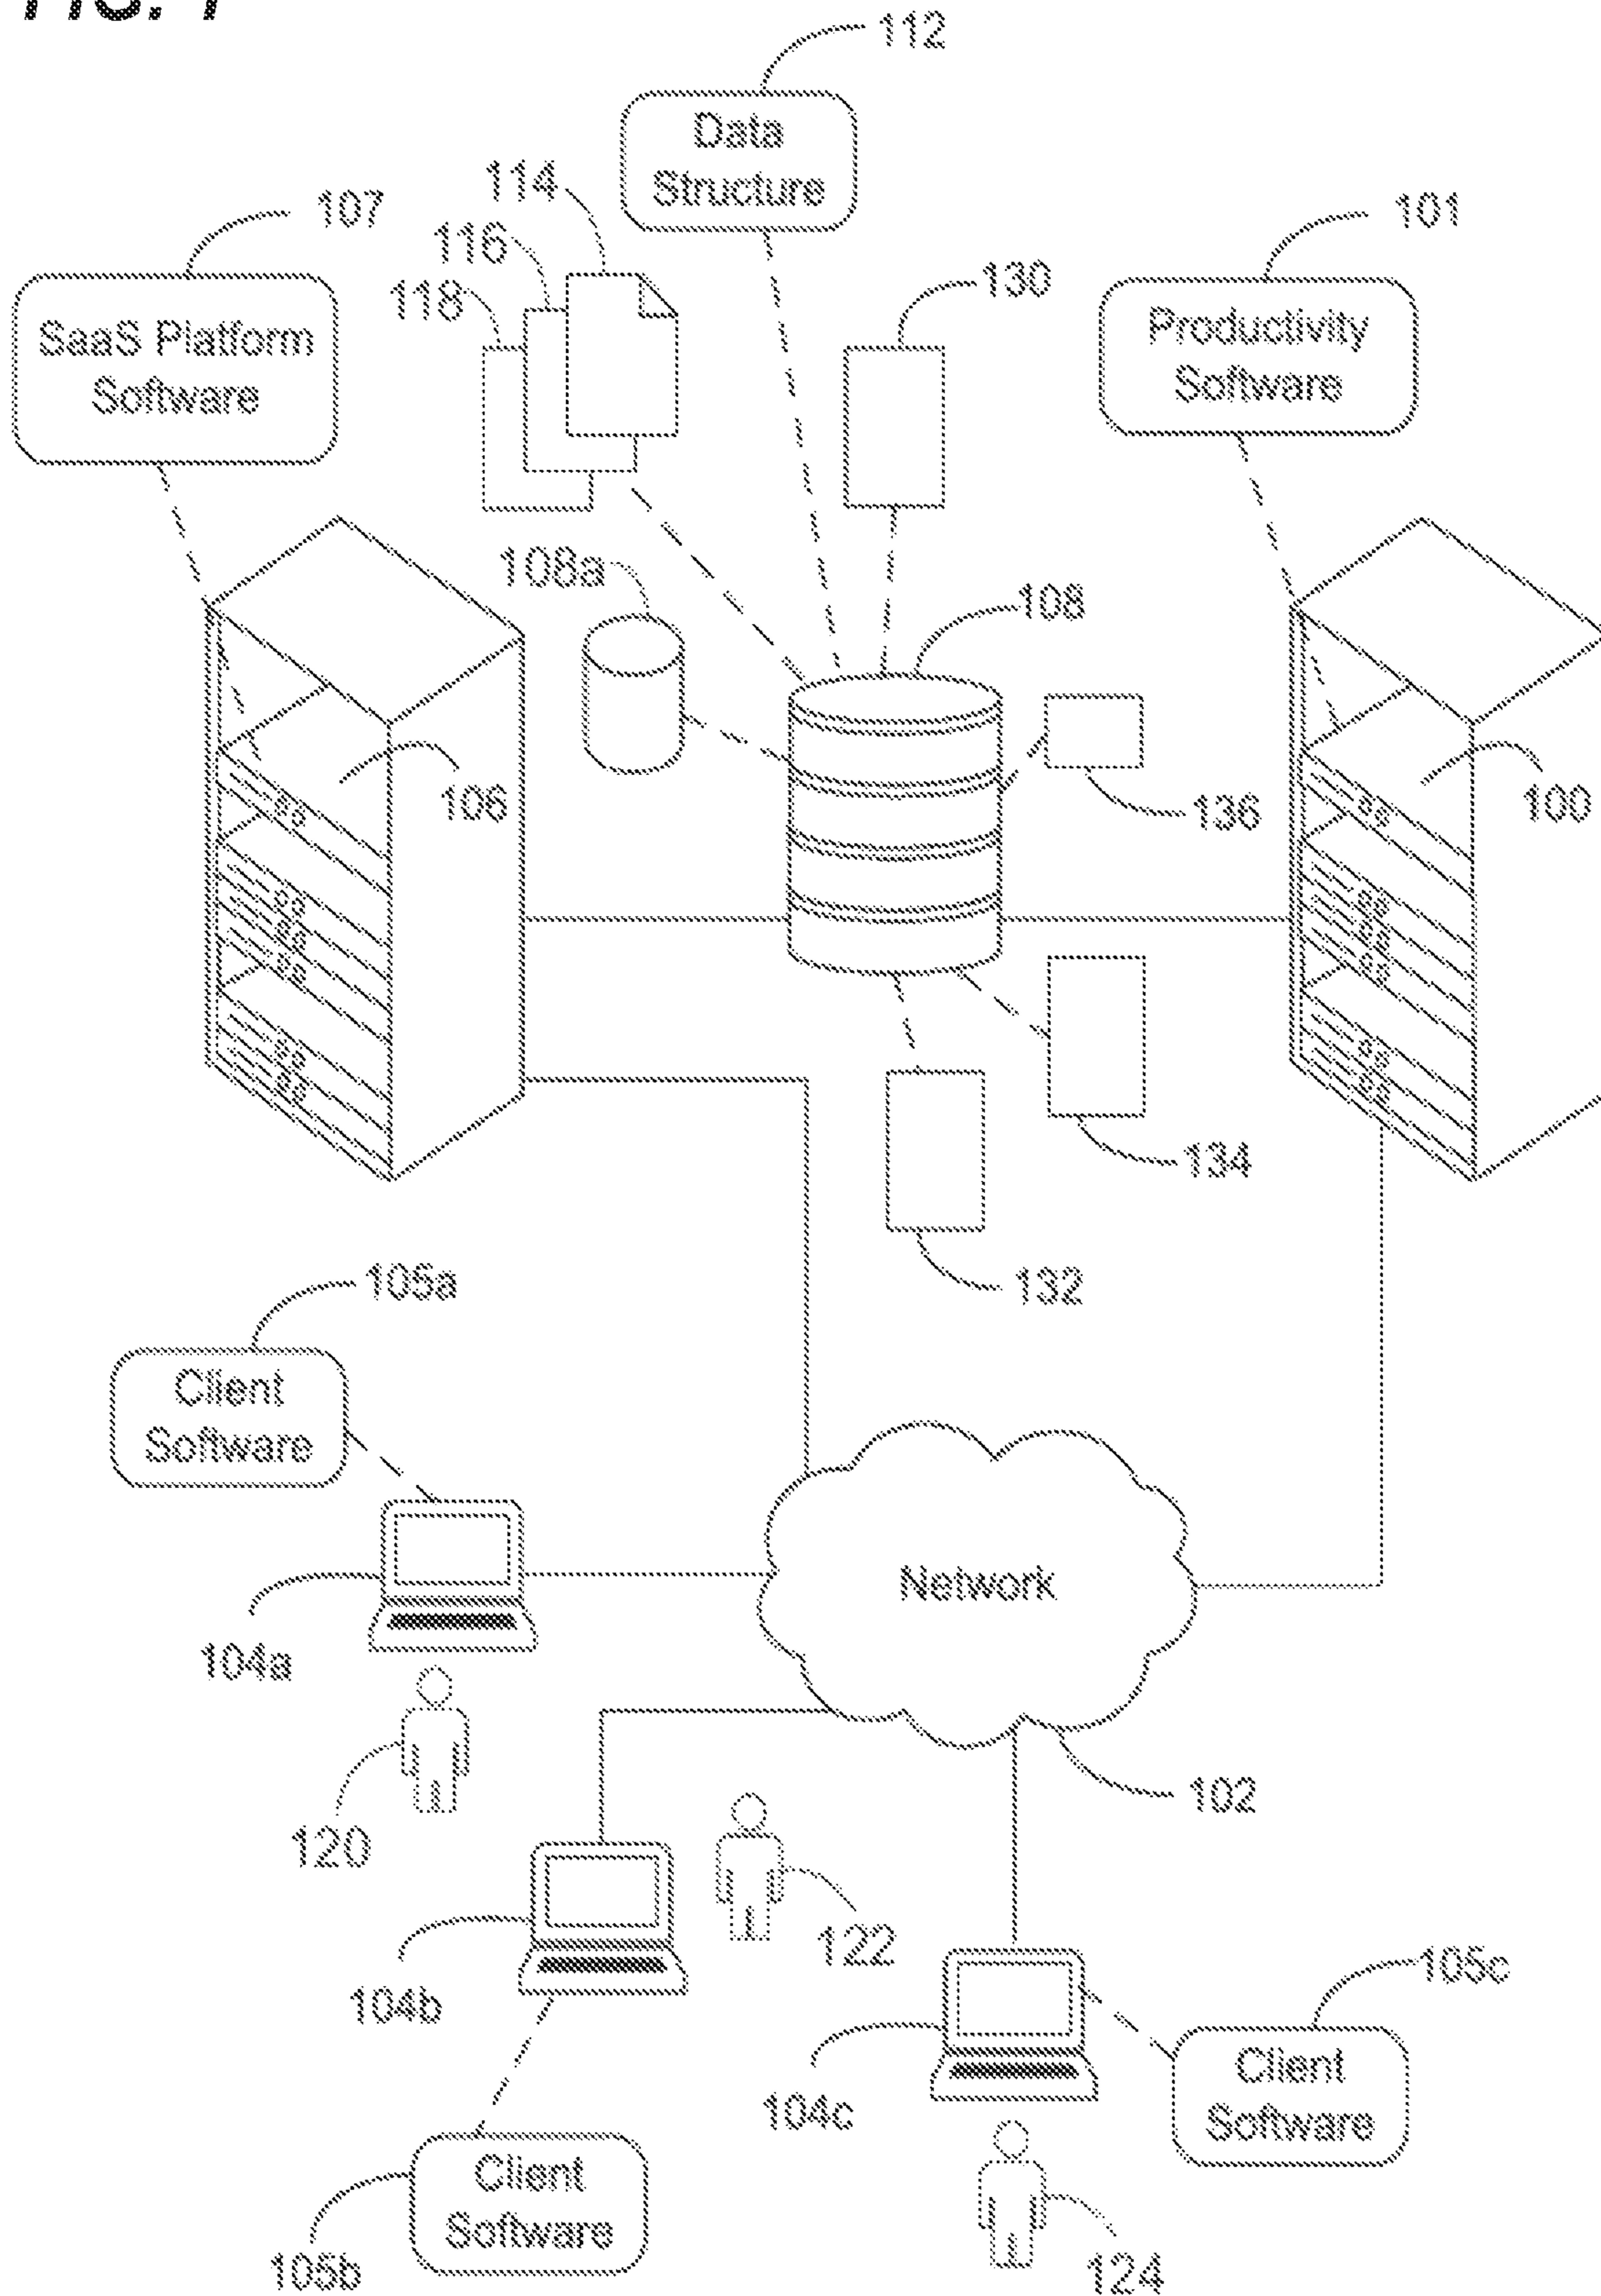 FIG. 1
112
Data
Structure
114
107
116
101
118
130
SaaS Platform
Software
Productivity
Software
108a
108
106
136
100
134
132
105a
Client
Software
Network
104a
102
120
122
105c
104b
104c
Client
Software
Client
Software
105b
124